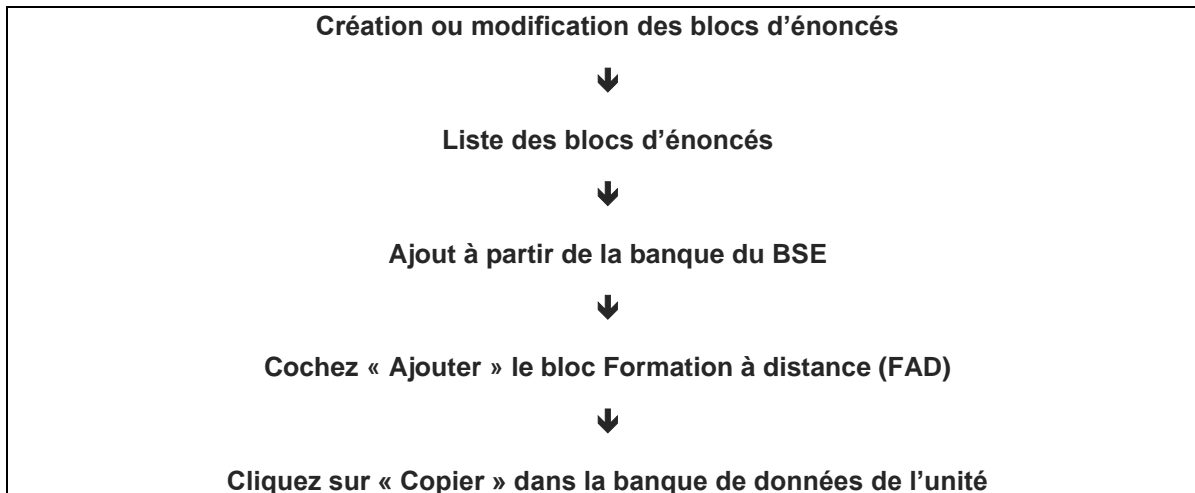 Création ou modification des blocs d’énoncés
🡻
Liste des blocs d’énoncés
🡻
Ajout à partir de la banque du BSE
🡻
Cochez « Ajouter » le bloc Formation à distance (FAD)
🡻
Cliquez sur « Copier » dans la banque de données de l’unité